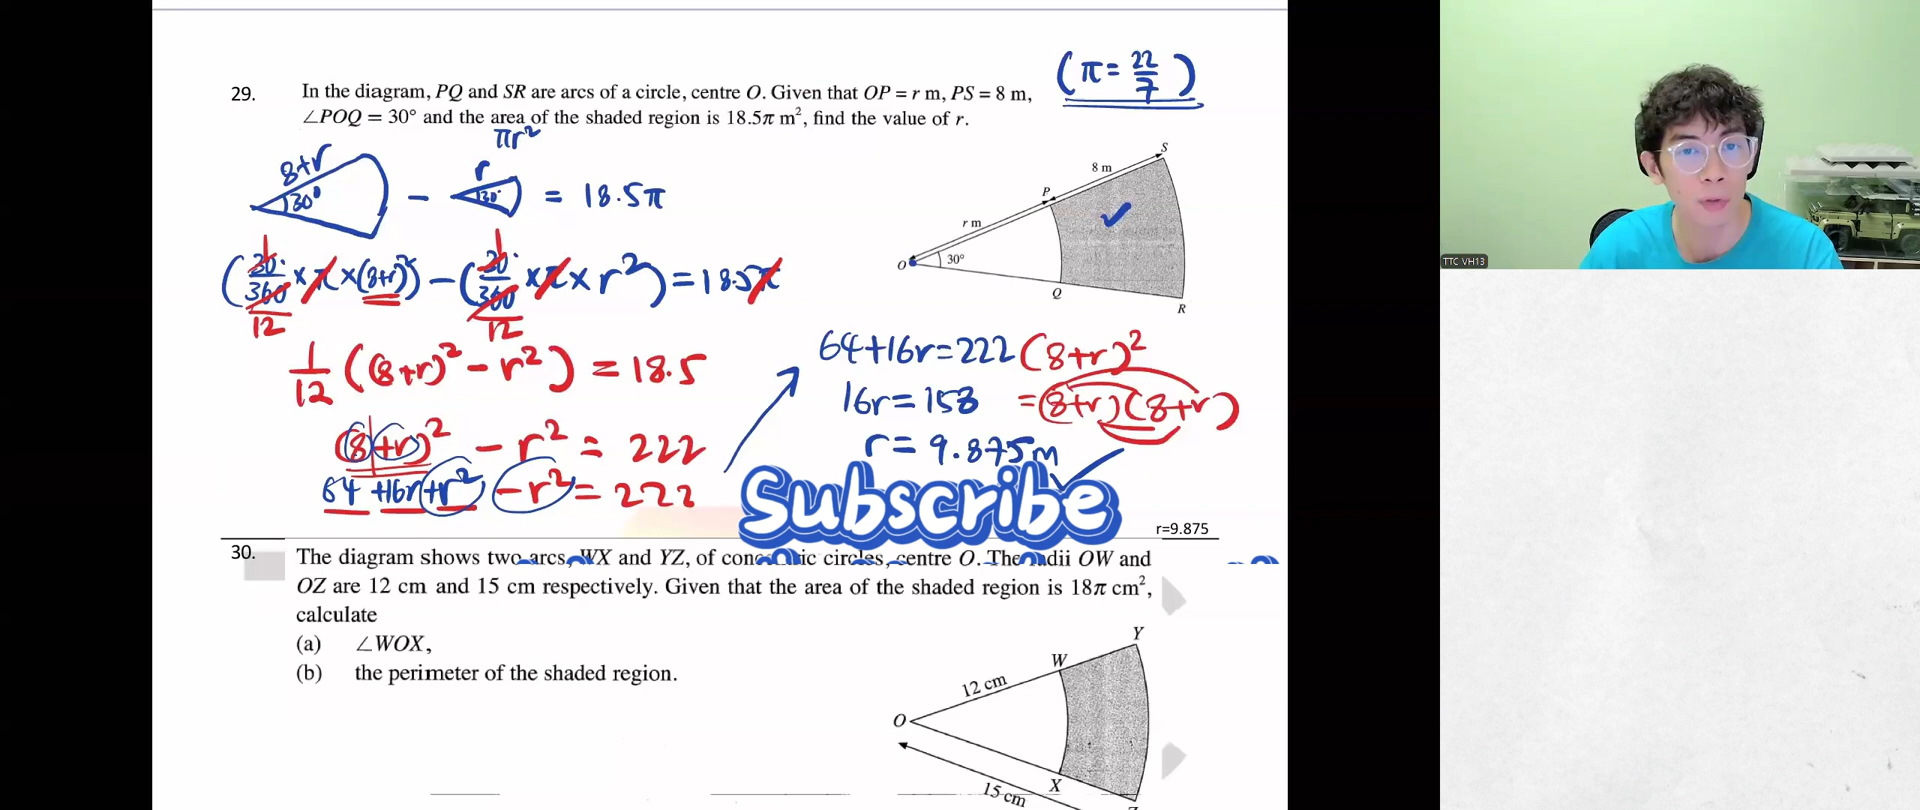 (π = 22/7)
29. In the diagram, PQ and SR are arcs of a circle, centre O. Given that OP = r m, PS = 8 m,
∠POQ = 30° and the area of the shaded region is 18.5π m², find the value of r.
πr²
8+r 30° − r 30° = 18.5π
(30°/360 × π × (8+r)²) − (30°/360 × π × r²) = 18.5π
1 12 1 12
1/12 ((8+r)² − r²) = 18.5
(8+r)² − r² = 222
64 +16r +r² −r² = 222
64+16r=222
16r = 158
r = 9.875m
(8+r)²
=(8+r)(8+r)
S
8 m
P
r m
O
30°
Q
R
TTC VH13
Subscribe
r=9.875
30. The diagram shows two arcs, WX and YZ, of concentric circles, centre O. The radii OW and
OZ are 12 cm and 15 cm respectively. Given that the area of the shaded region is 18π cm²,
calculate
(a) ∠WOX,
(b) the perimeter of the shaded region.
Y
W
12 cm
O
X
15 cm